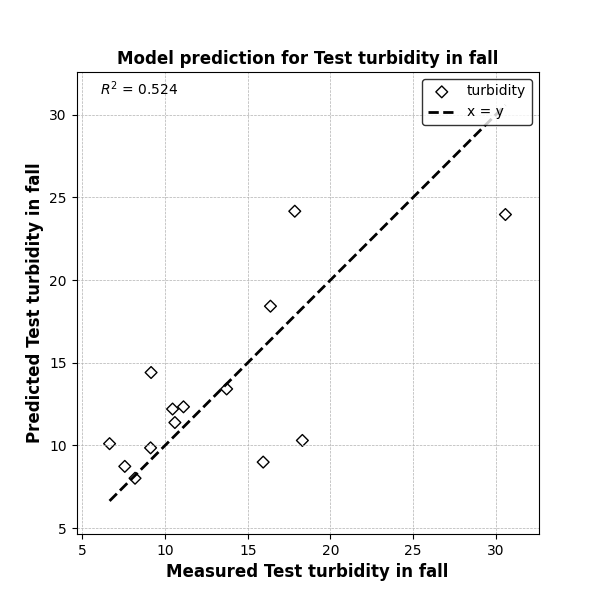 Model prediction for Test turbidity in fall
R² = 0.524
turbidity
x = y
Predicted Test turbidity in fall
30
25
20
15
10
5
5 10 15 20 25 30
Measured Test turbidity in fall